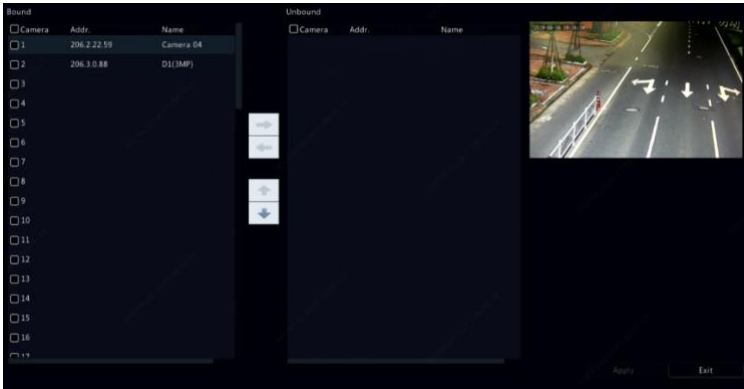 Bound
Camera Addr. Name
1 206.2.22.59 Camera 04
2 206.3.0.88 D1(3MP)
3
4
5
6
7
8
9
10
11
12
13
14
15
16
17
Unbound
Camera Addr. Name
Apply Exit